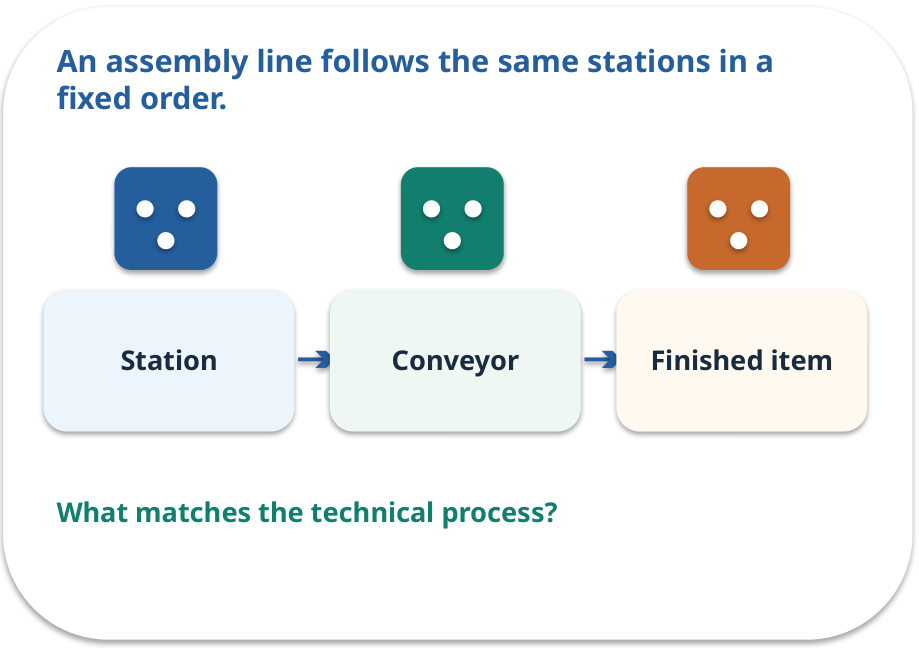 An assembly line follows the same stations in a
fixed order.
Station
Conveyor
Finished item
What matches the technical process?